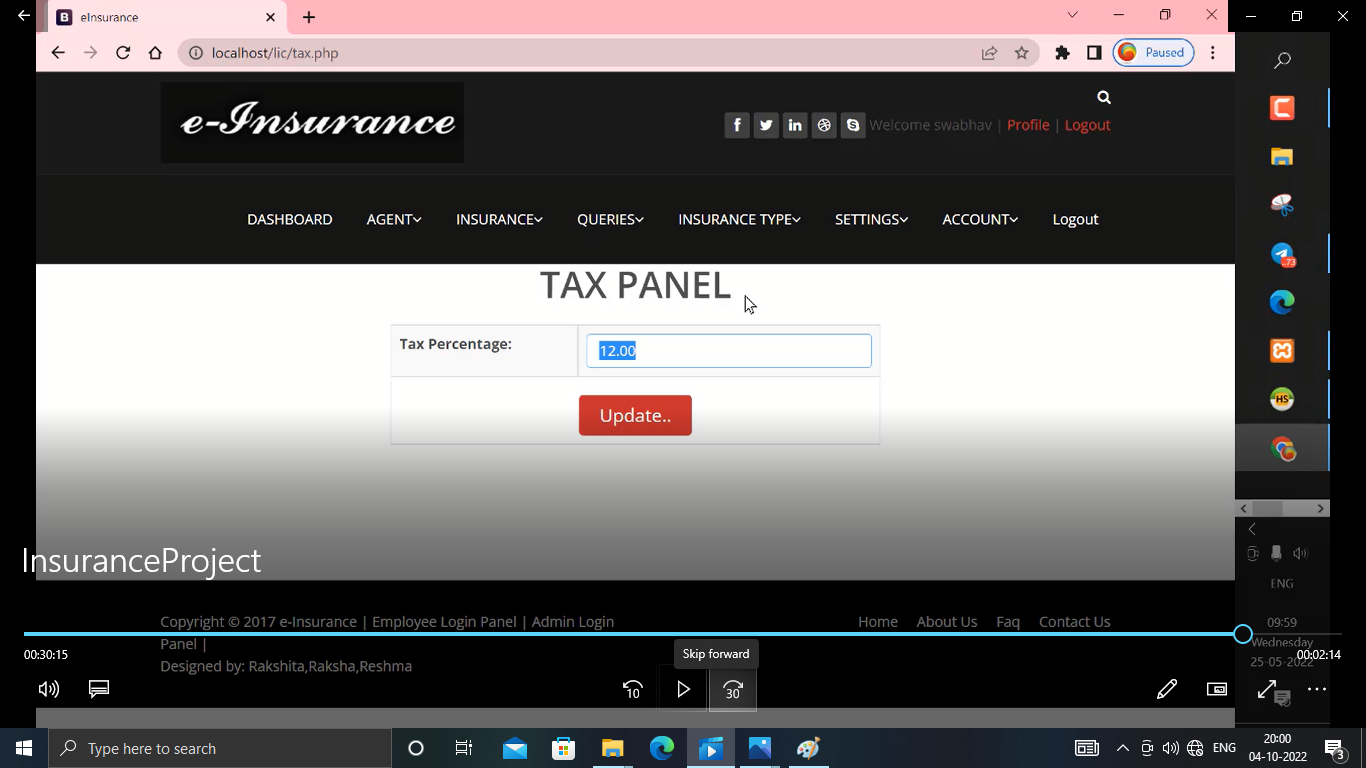 eInsurance
localhost/lic/tax.php
Paused
e-Insurance
Welcome swabhav | Profile | Logout
DASHBOARD AGENT INSURANCE QUERIES INSURANCE TYPE SETTINGS ACCOUNT Logout
TAX PANEL
Tax Percentage: 12.00
Update..
InsuranceProject
ENG
09:59
Wednesday
25-05-2022
Copyright © 2017 e-Insurance | Employee Login Panel | Admin Login
Panel |
Designed by: Rakshita,Raksha,Reshma
Home About Us Faq Contact Us
00:30:15
00:02:14
Skip forward
10
30
Type here to search
ENG
20:00
04-10-2022
3